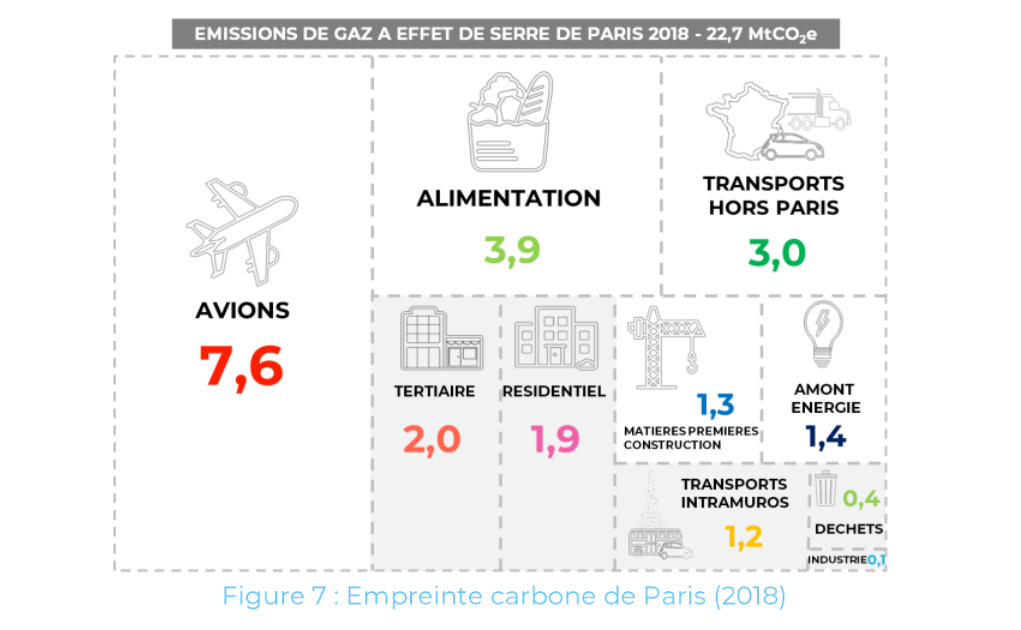 EMISSIONS DE GAZ A EFFET DE SERRE DE PARIS 2018 - 22,7 MtCO₂e
AVIONS
7,6
ALIMENTATION
3,9
TRANSPORTS
HORS PARIS
3,0
TERTIAIRE
2,0
RESIDENTIEL
1,9
1,3
MATIERES PREMIERES
CONSTRUCTION
AMONT
ENERGIE
1,4
TRANSPORTS
INTRAMUROS
1,2
0,4
DECHETS
INDUSTRIE 0,1
Figure 7 : Empreinte carbone de Paris (2018)